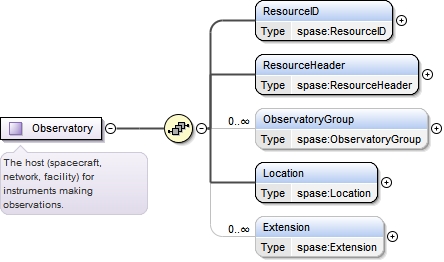 ResourceID
Type spase:ResourceID
ResourceHeader
Type spase:ResourceHeader
Observatory
0..∞
ObservatoryGroup
Type spase:ObservatoryGroup
The host (spacecraft,
network, facility) for
instruments making
observations.
Location
Type spase:Location
0..∞
Extension
Type spase:Extension